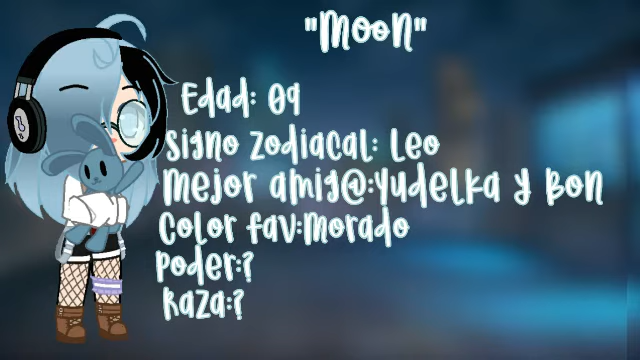 "Moon"
Edad: 09
Signo zodiacal: Leo
Mejor amig@:Yudelka y Bon
Color fav:Morado
Poder:?
Raza:?